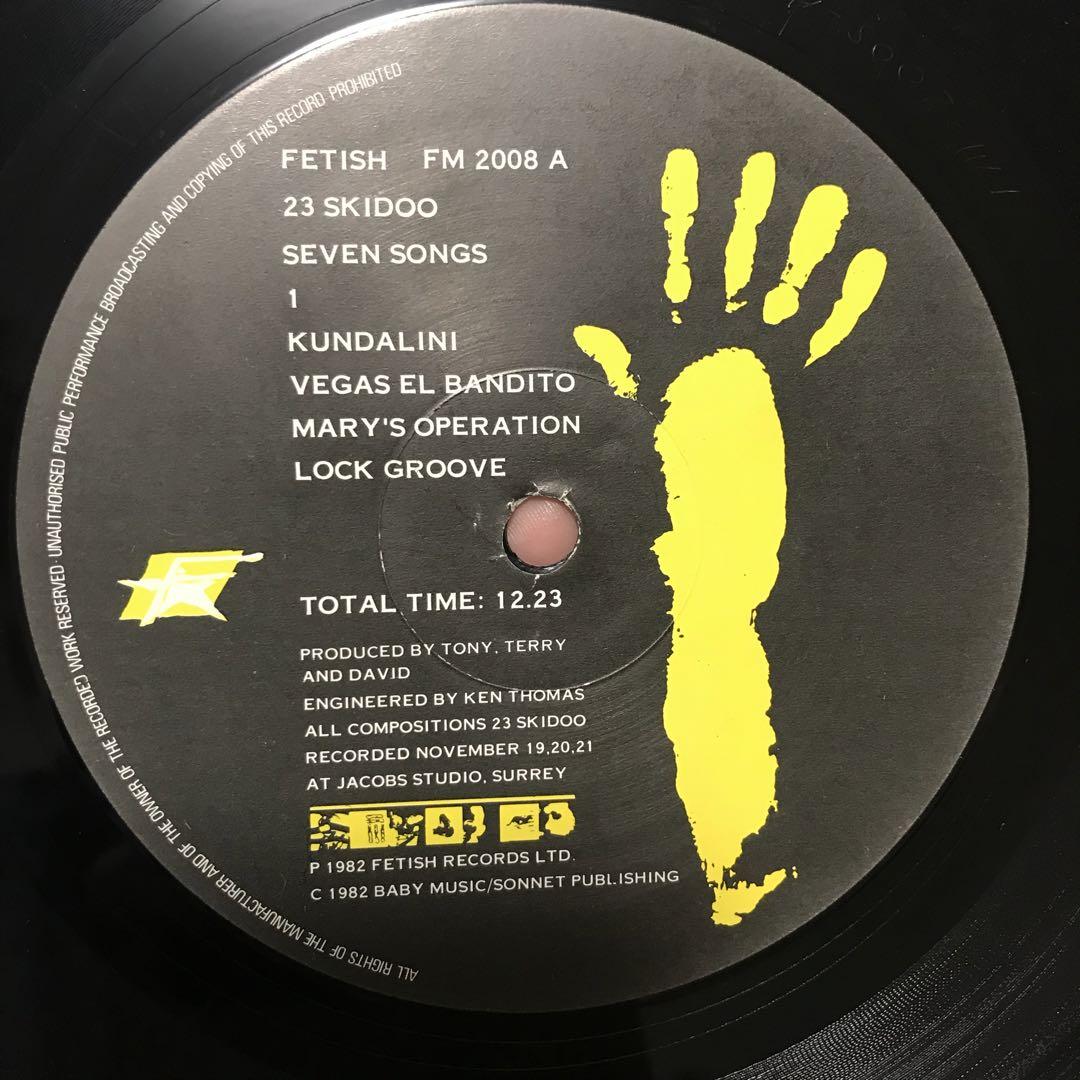 FETISH FM 2008 A
23 SKIDOO
SEVEN SONGS
1
KUNDALINI
VEGAS EL BANDITO
MARY'S OPERATION
LOCK GROOVE
TOTAL TIME: 12.23
PRODUCED BY TONY, TERRY
AND DAVID
ENGINEERED BY KEN THOMAS
ALL COMPOSITIONS 23 SKIDOO
RECORDED NOVEMBER 19,20,21
AT JACOBS STUDIO, SURREY
P 1982 FETISH RECORDS LTD.
C 1982 BABY MUSIC/SONNET PUBLISHING
ALL RIGHTS OF THE MANUFACTURER AND OF THE OWNER OF THE RECORDED WORK RESERVED · UNAUTHORISED PUBLIC PERFORMANCE BROADCASTING AND COPYING OF THIS RECORD PROHIBITED